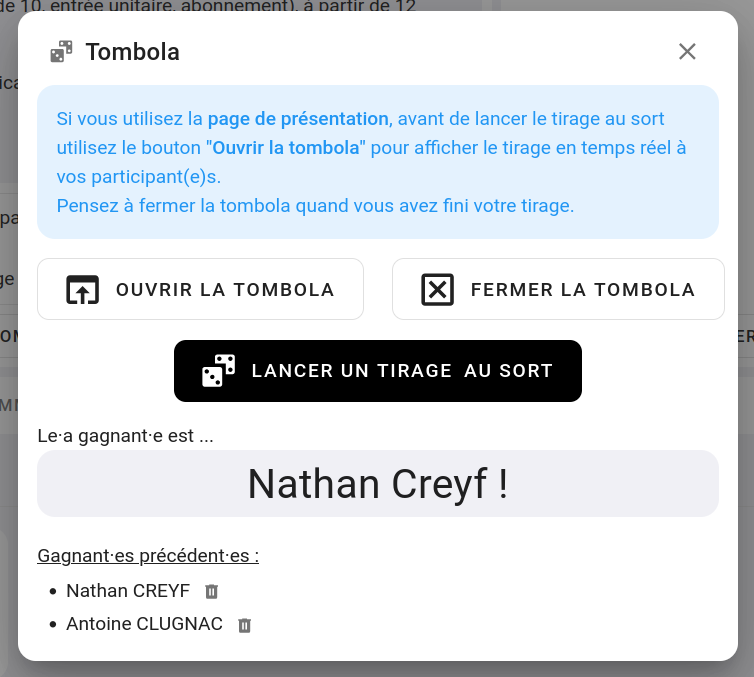 de 10, entrée unitaire, abonnement), à partir de 12
Tombola
Si vous utilisez la page de présentation, avant de lancer le tirage au sort
utilisez le bouton "Ouvrir la tombola" pour afficher le tirage en temps réel à
vos participant(e)s.
Pensez à fermer la tombola quand vous avez fini votre tirage.
OUVRIR LA TOMBOLA
FERMER LA TOMBOLA
LANCER UN TIRAGE AU SORT
Le·a gagnant·e est ...
Nathan Creyf !
Gagnant·es précédent·es :
• Nathan CREYF
• Antoine CLUGNAC